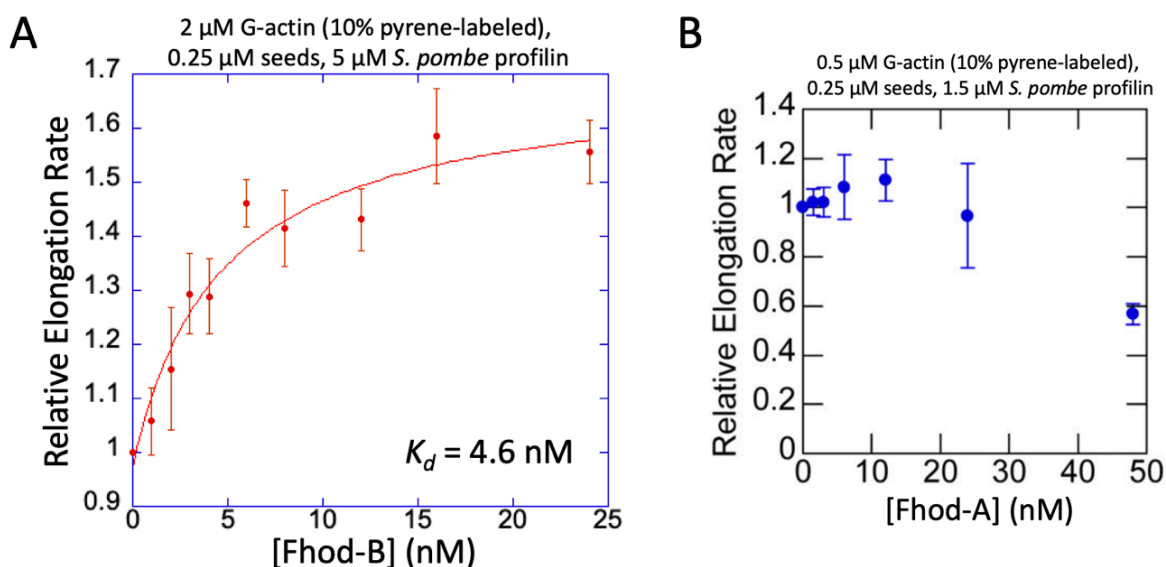 A
2 µM G-actin (10% pyrene-labeled),
0.25 µM seeds, 5 µM S. pombe profilin
Relative Elongation Rate
1.7
1.6
1.5
1.4
1.3
1.2
1.1
1
0.9
K_d = 4.6 nM
0 5 10 15 20 25
[Fhod-B] (nM)
B
0.5 µM G-actin (10% pyrene-labeled),
0.25 µM seeds, 1.5 µM S. pombe profilin
Relative Elongation Rate
1.4
1.2
1
0.8
0.6
0.4
0.2
0
0 10 20 30 40 50
[Fhod-A] (nM)